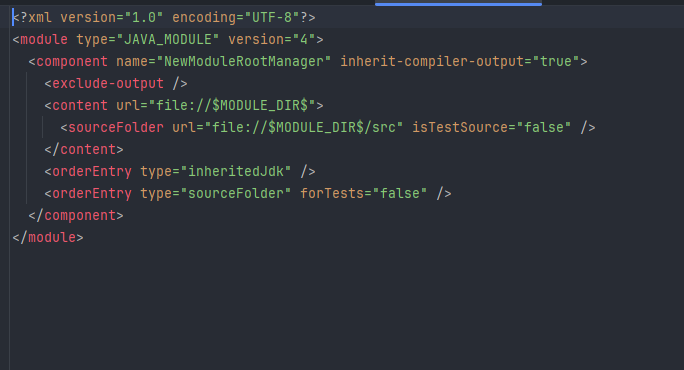 <?xml version="1.0" encoding="UTF-8"?>
<module type="JAVA_MODULE" version="4">
  <component name="NewModuleRootManager" inherit-compiler-output="true">
    <exclude-output />
    <content url="file://$MODULE_DIR$">
      <sourceFolder url="file://$MODULE_DIR$/src" isTestSource="false" />
    </content>
    <orderEntry type="inheritedJdk" />
    <orderEntry type="sourceFolder" forTests="false" />
  </component>
</module>